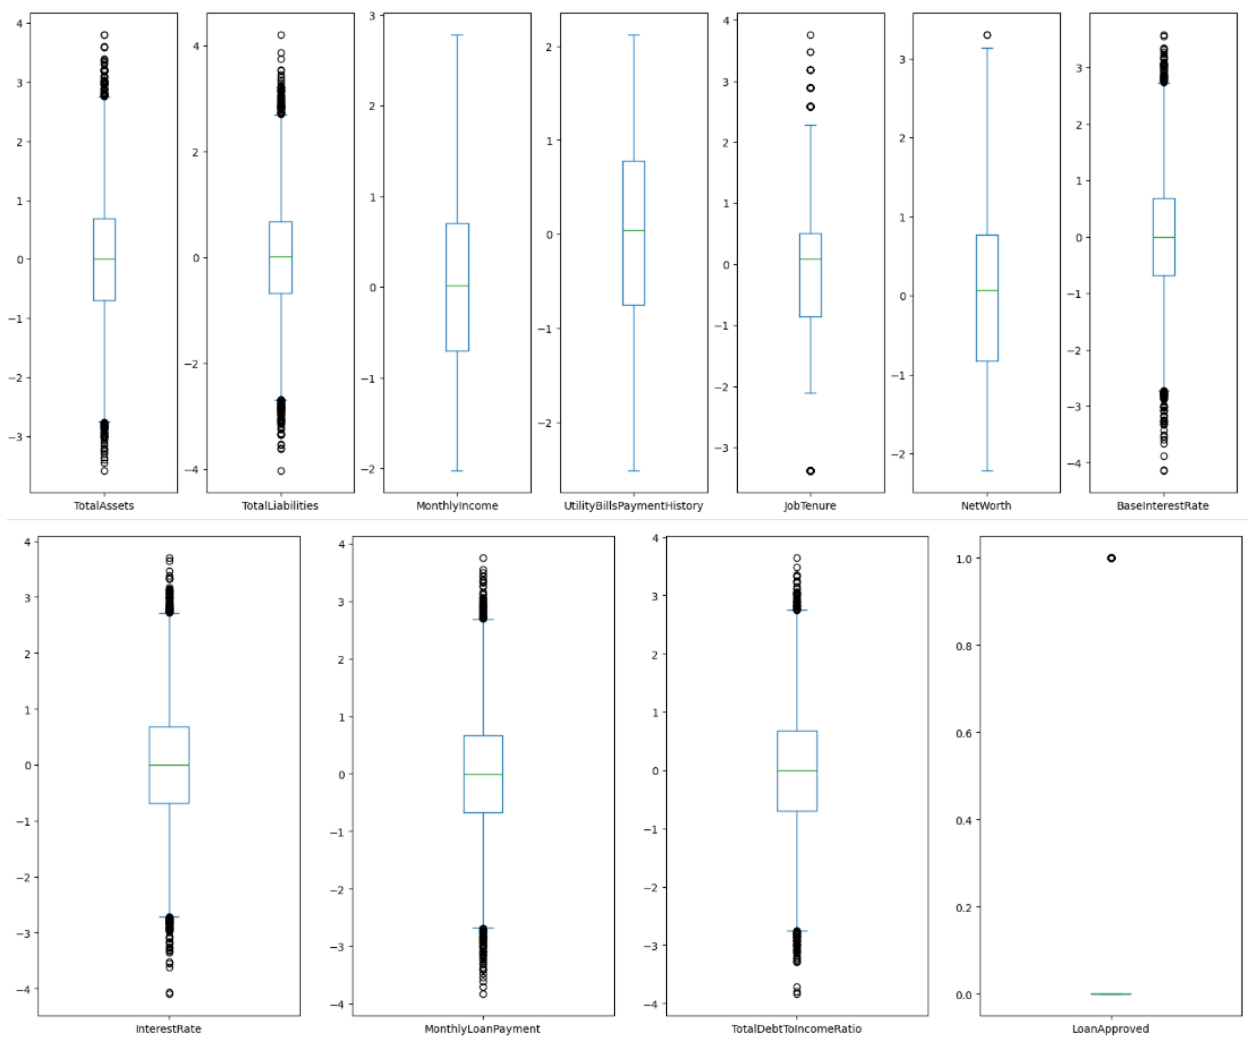 4 3 2 1 0 −1 −2 −3
4 2 0 −2 −4
3 2 1 0 −1 −2
2 1 0 −1 −2
4 3 2 1 0 −1 −2 −3
3 2 1 0 −1 −2
3 2 1 0 −1 −2 −3 −4
TotalAssets TotalLiabilities MonthlyIncome UtilityBillsPaymentHistory JobTenure NetWorth BaseInterestRate
4 3 2 1 0 −1 −2 −3 −4
4 3 2 1 0 −1 −2 −3 −4
4 3 2 1 0 −1 −2 −3 −4
1.0 0.8 0.6 0.4 0.2 0.0
InterestRate MonthlyLoanPayment TotalDebtToIncomeRatio LoanApproved